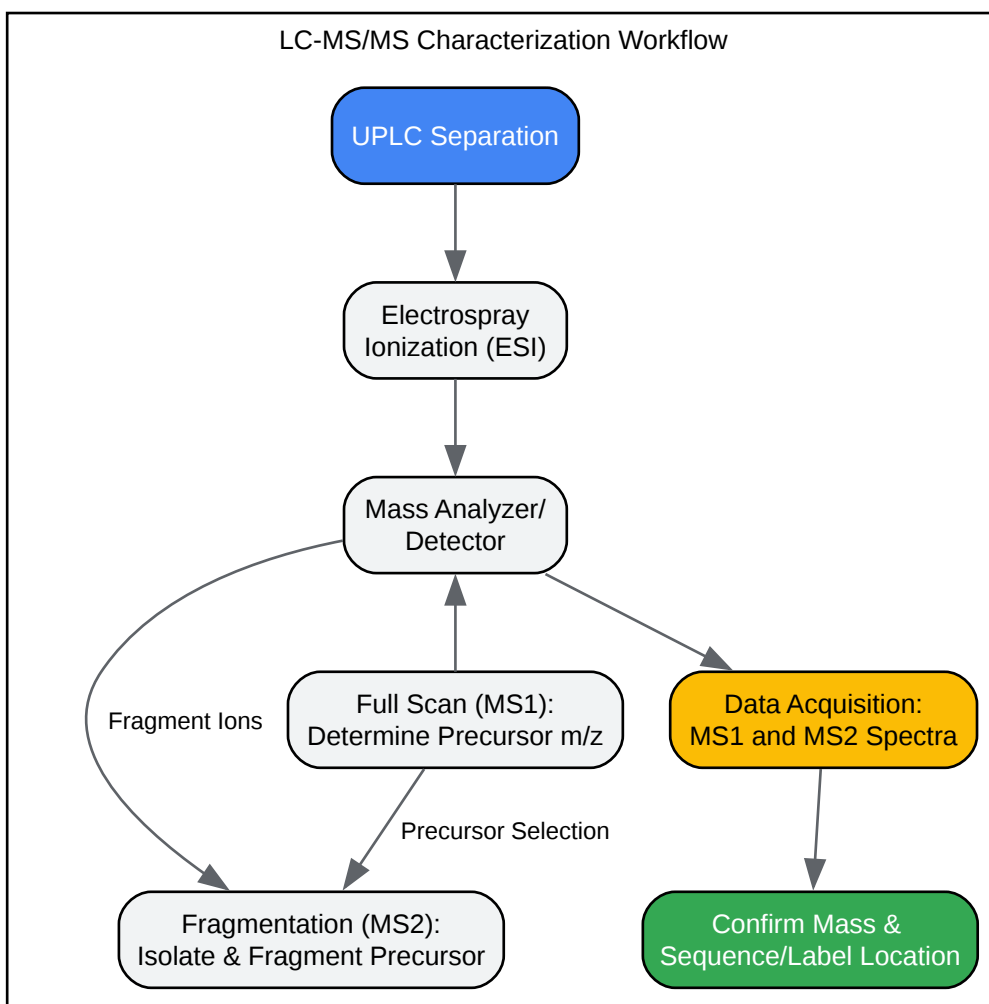 LC-MS/MS Characterization Workflow
UPLC Separation
Electrospray
Ionization (ESI)
Mass Analyzer/
Detector
Fragment Ions
Full Scan (MS1):
Determine Precursor m/z
Data Acquisition:
MS1 and MS2 Spectra
Precursor Selection
Fragmentation (MS2):
Isolate & Fragment Precursor
Confirm Mass &
Sequence/Label Location